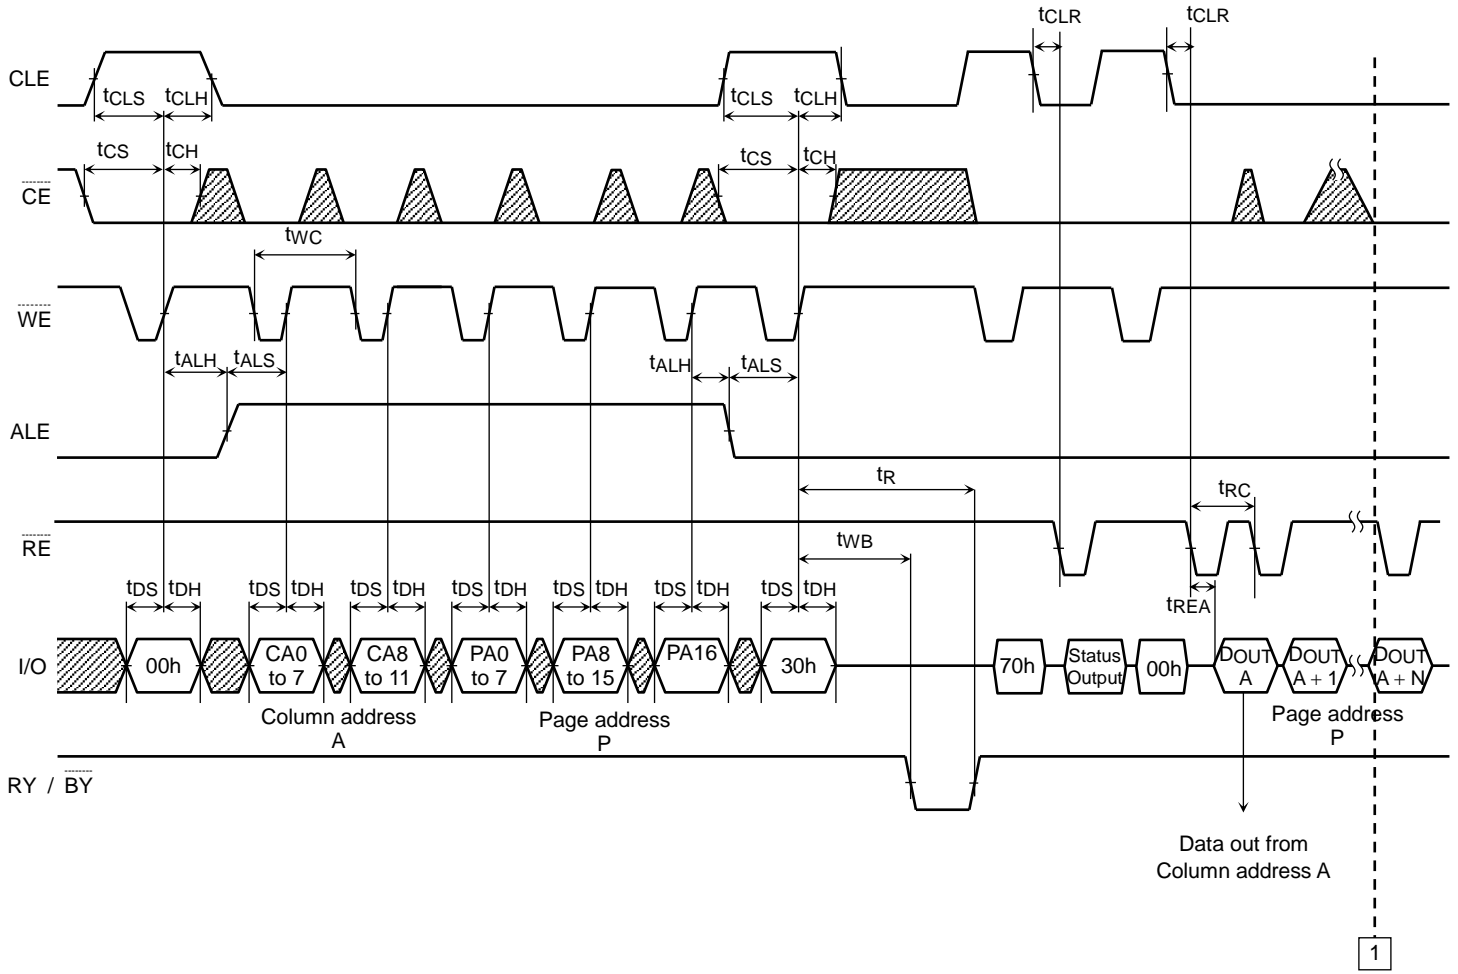 tCLR tCLR
CLE
tCLS tCLH tCLS tCLH
tCS tCH tCS tCH
CE
tWC
WE
tALH tALS tALH tALS
ALE
tR
tRC
RE
tWB
tDS tDH tDS tDH tDS tDH tDS tDH tDS tDH tDS tDH tDS tDH
tREA
I/O
00h
CA0
to 7
CA8
to 11
PA0
to 7
PA8
to 15
PA16
30h
70h
Status
Output
00h
DOUT
A
DOUT
A + 1
DOUT
A + N
Column address
A
Page address
P
Page address
P
RY / BY
Data out from
Column address A
1